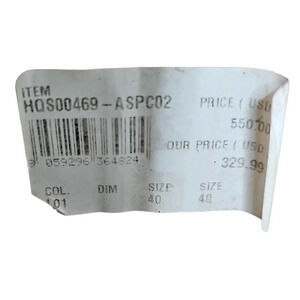 ITEM
HQS00469-ASPC02
PRICE ( USD
550.00
OUR PRICE ( USD
329.99
059296 364824
COL. DIM SIZE SIZE
L01 40 40